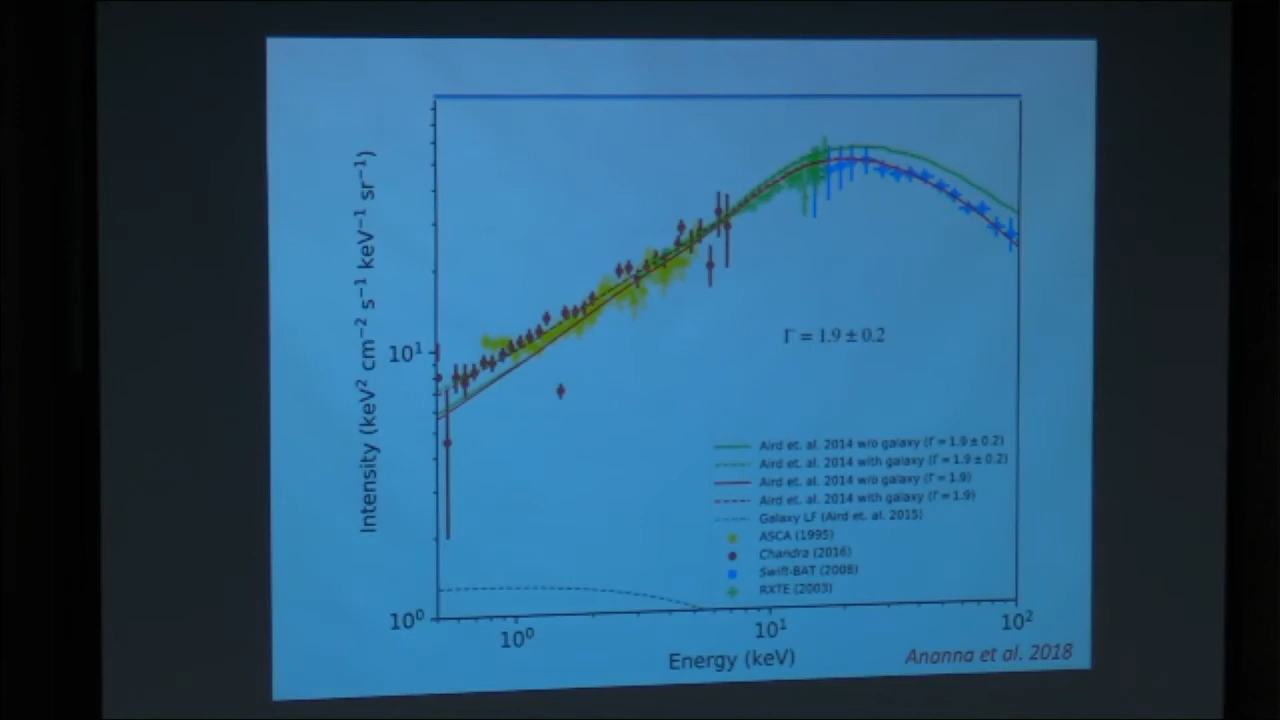 Intensity (keV² cm⁻² s⁻¹ keV⁻¹ sr⁻¹)
10¹
10⁰
Γ = 1.9 ± 0.2
Aird et. al. 2014 w/o galaxy (Γ = 1.9 ± 0.2)
Aird et. al. 2014 with galaxy (Γ = 1.9 ± 0.2)
Aird et. al. 2014 w/o galaxy (Γ = 1.9)
Aird et. al. 2014 with galaxy (Γ = 1.9)
Galaxy LF (Aird et. al. 2015)
ASCA (1995)
Chandra (2016)
Swift-BAT (2008)
RXTE (2003)
10⁰ 10¹ 10²
Energy (keV)
Ananna et al. 2018